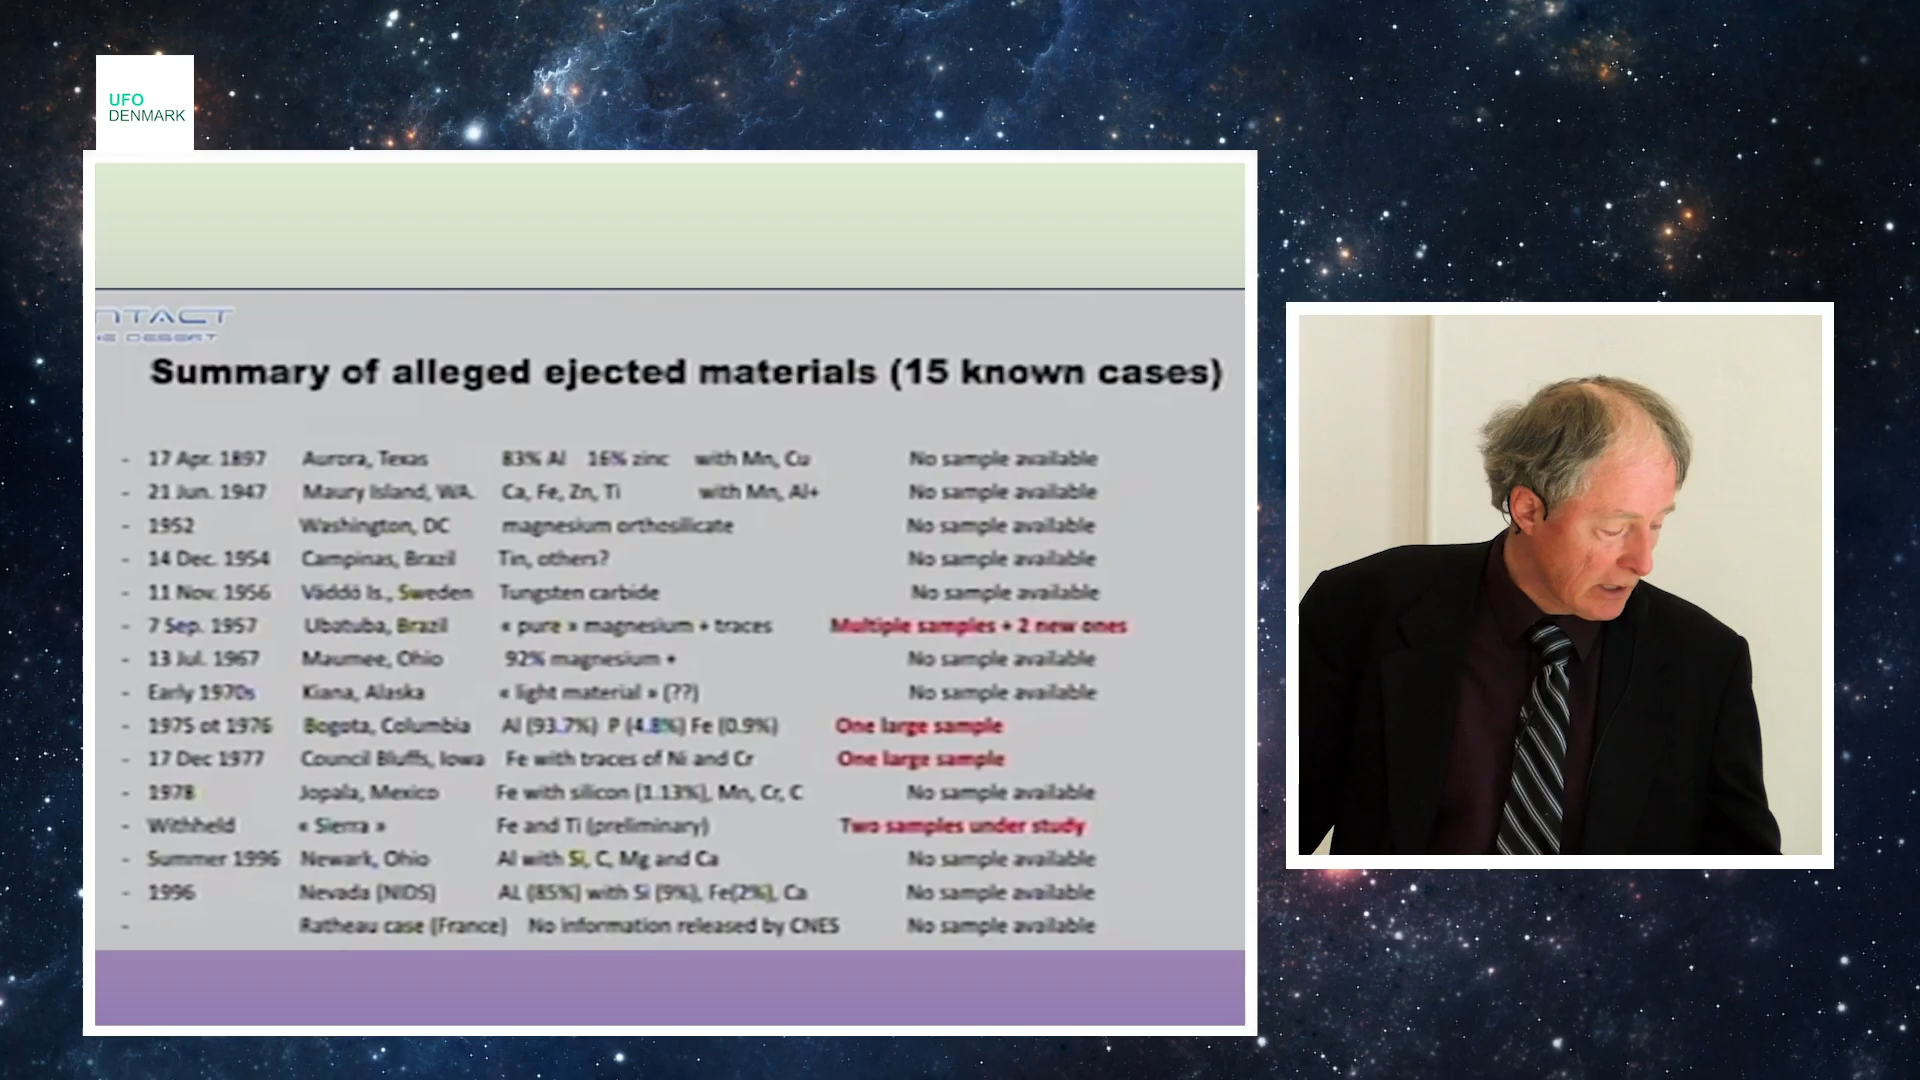 UFO
DENMARK
NTACT
HE DESERT
Summary of alleged ejected materials (15 known cases)
- 17 Apr. 1897 Aurora, Texas 83% Al 16% zinc with Mn, Cu No sample available
- 21 Jun. 1947 Maury Island, WA. Ca, Fe, Zn, Ti with Mn, Al+ No sample available
- 1952 Washington, DC magnesium orthosilicate No sample available
- 14 Dec. 1954 Campinas, Brazil Tin, others? No sample available
- 11 Nov. 1956 Väddö Is., Sweden Tungsten carbide No sample available
- 7 Sep. 1957 Ubatuba, Brazil « pure » magnesium + traces Multiple samples + 2 new ones
- 13 Jul. 1967 Maumee, Ohio 92% magnesium + No sample available
- Early 1970s Kiana, Alaska « light material » (??) No sample available
- 1975 ot 1976 Bogota, Columbia Al (93.7%) P (4.8%) Fe (0.9%) One large sample
- 17 Dec 1977 Council Bluffs, Iowa Fe with traces of Ni and Cr One large sample
- 1978 Jopala, Mexico Fe with silicon (1.13%), Mn, Cr, C No sample available
- Withheld « Sierra » Fe and Ti (preliminary) Two samples under study
- Summer 1996 Newark, Ohio Al with Si, C, Mg and Ca No sample available
- 1996 Nevada (NIDS) AL (85%) with Si (9%), Fe(2%), Ca No sample available
- Ratheau case (France) No information released by CNES No sample available